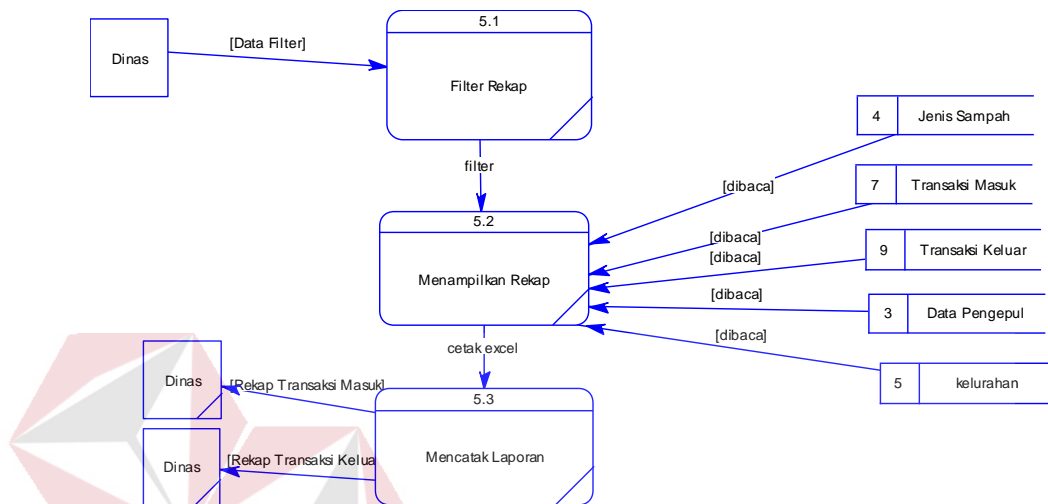 5.1
[Data Filter]
Dinas
Filter Rekap
4
Jenis Sampah
filter
[dibaca]
7
Transaksi Masuk
5.2
[dibaca]
[dibaca]
9
Transaksi Keluar
Menampilkan Rekap
[dibaca]
3
Data Pengepul
[dibaca]
cetak excel
5
kelurahan
Dinas
[Rekap Transaksi Masuk]
5.3
Dinas
[Rekap Transaksi Kelua
Mencatak Laporan